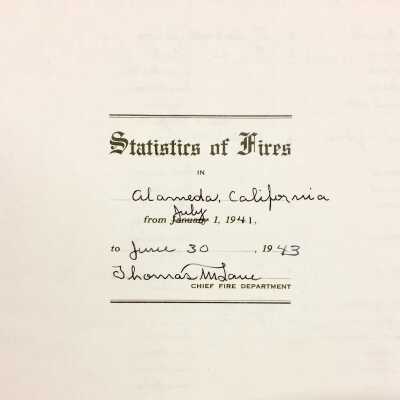 Statistics of Fires
IN
Alameda, California
July
from January 1, 1941,
to June 30, 1943
Thomas McLane
CHIEF FIRE DEPARTMENT